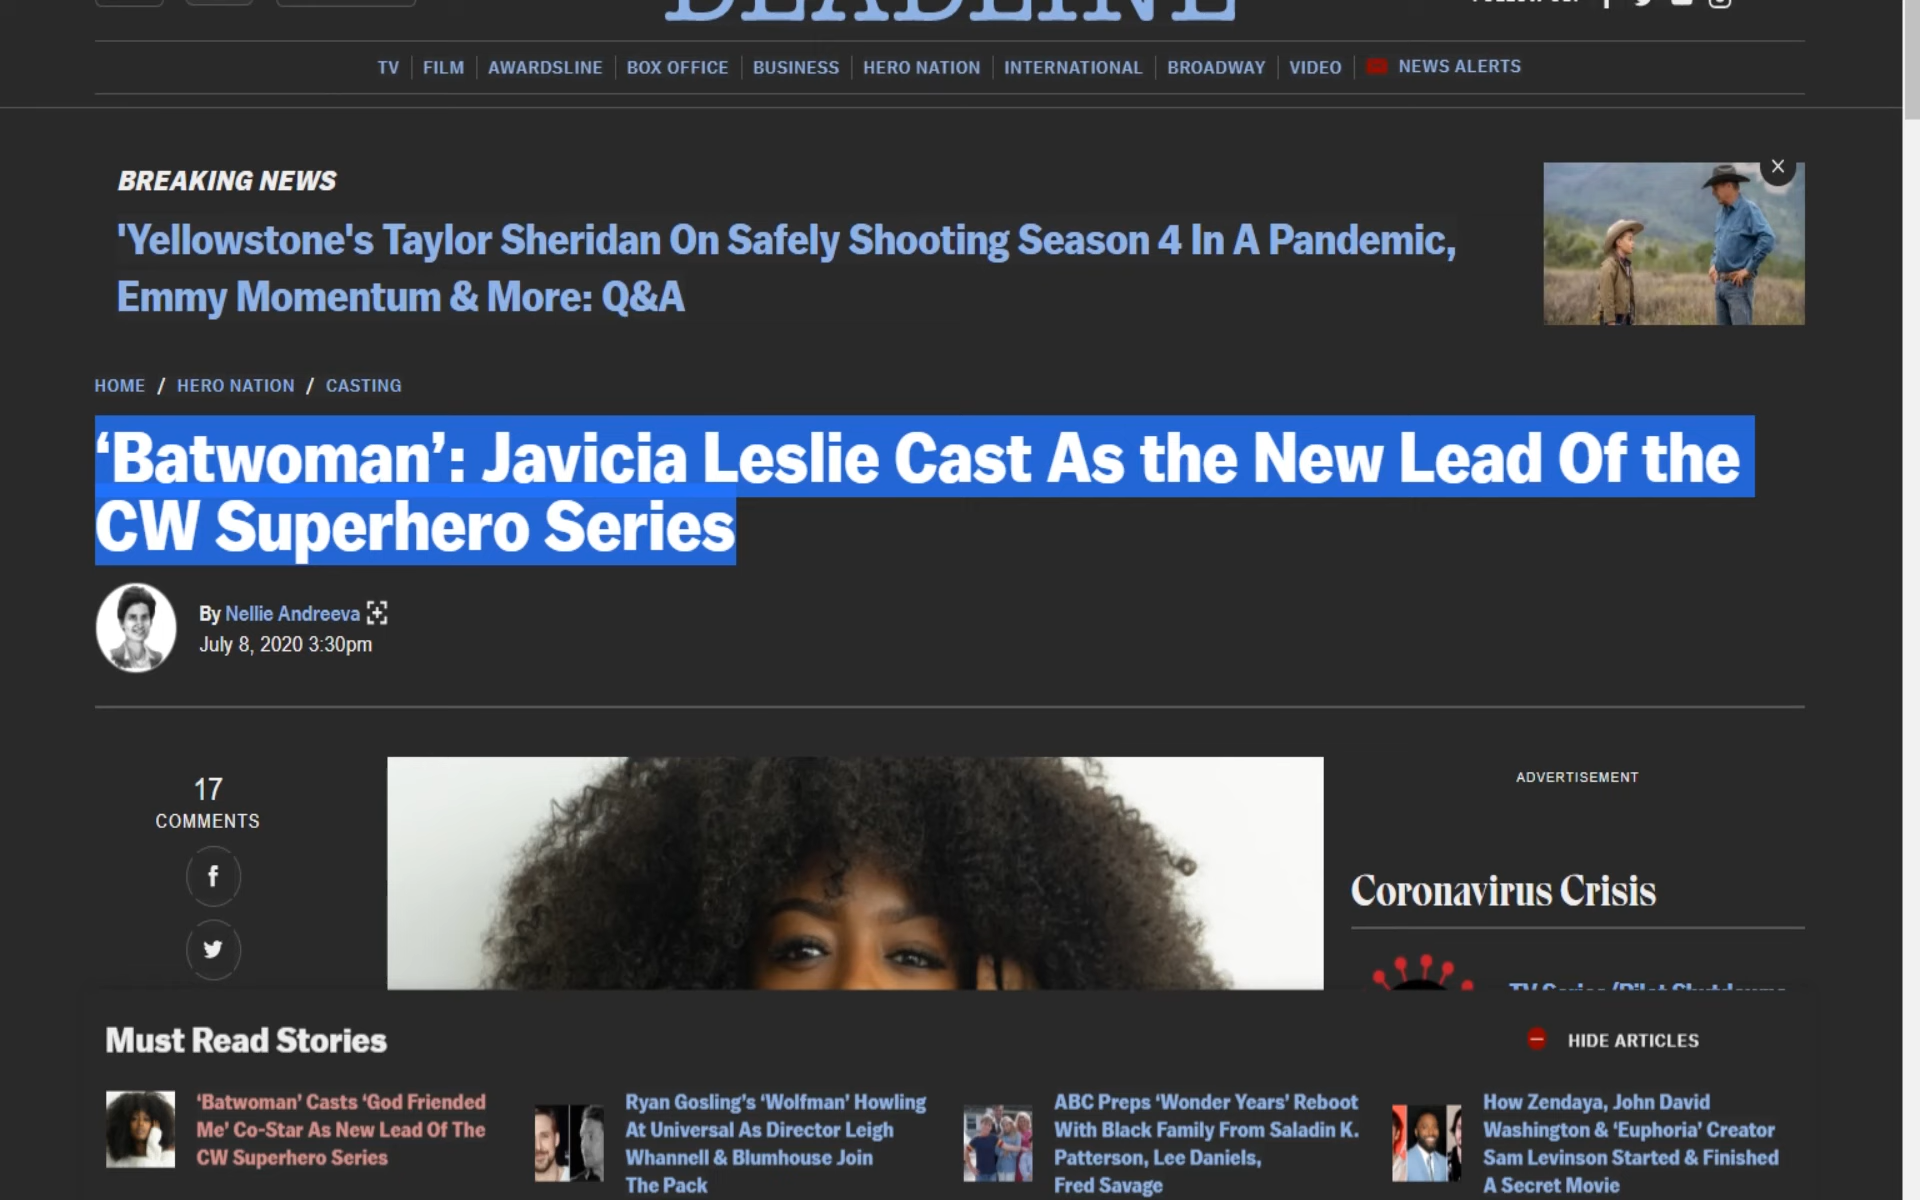 DEADLINE
TV
FILM
AWARDSLINE
BOX OFFICE
BUSINESS
HERO NATION
INTERNATIONAL
BROADWAY
VIDEO
NEWS ALERTS
BREAKING NEWS
'Yellowstone's Taylor Sheridan On Safely Shooting Season 4 In A Pandemic,
Emmy Momentum & More: Q&A
HOME / HERO NATION / CASTING
‘Batwoman’: Javicia Leslie Cast As the New Lead Of the
CW Superhero Series
By Nellie Andreeva
July 8, 2020 3:30pm
17
COMMENTS
ADVERTISEMENT
Coronavirus Crisis
Must Read Stories
HIDE ARTICLES
‘Batwoman’ Casts ‘God Friended
Me’ Co-Star As New Lead Of The
CW Superhero Series
Ryan Gosling’s ‘Wolfman’ Howling
At Universal As Director Leigh
Whannell & Blumhouse Join
The Pack
ABC Preps ‘Wonder Years’ Reboot
With Black Family From Saladin K.
Patterson, Lee Daniels,
Fred Savage
How Zendaya, John David
Washington & ‘Euphoria’ Creator
Sam Levinson Started & Finished
A Secret Movie